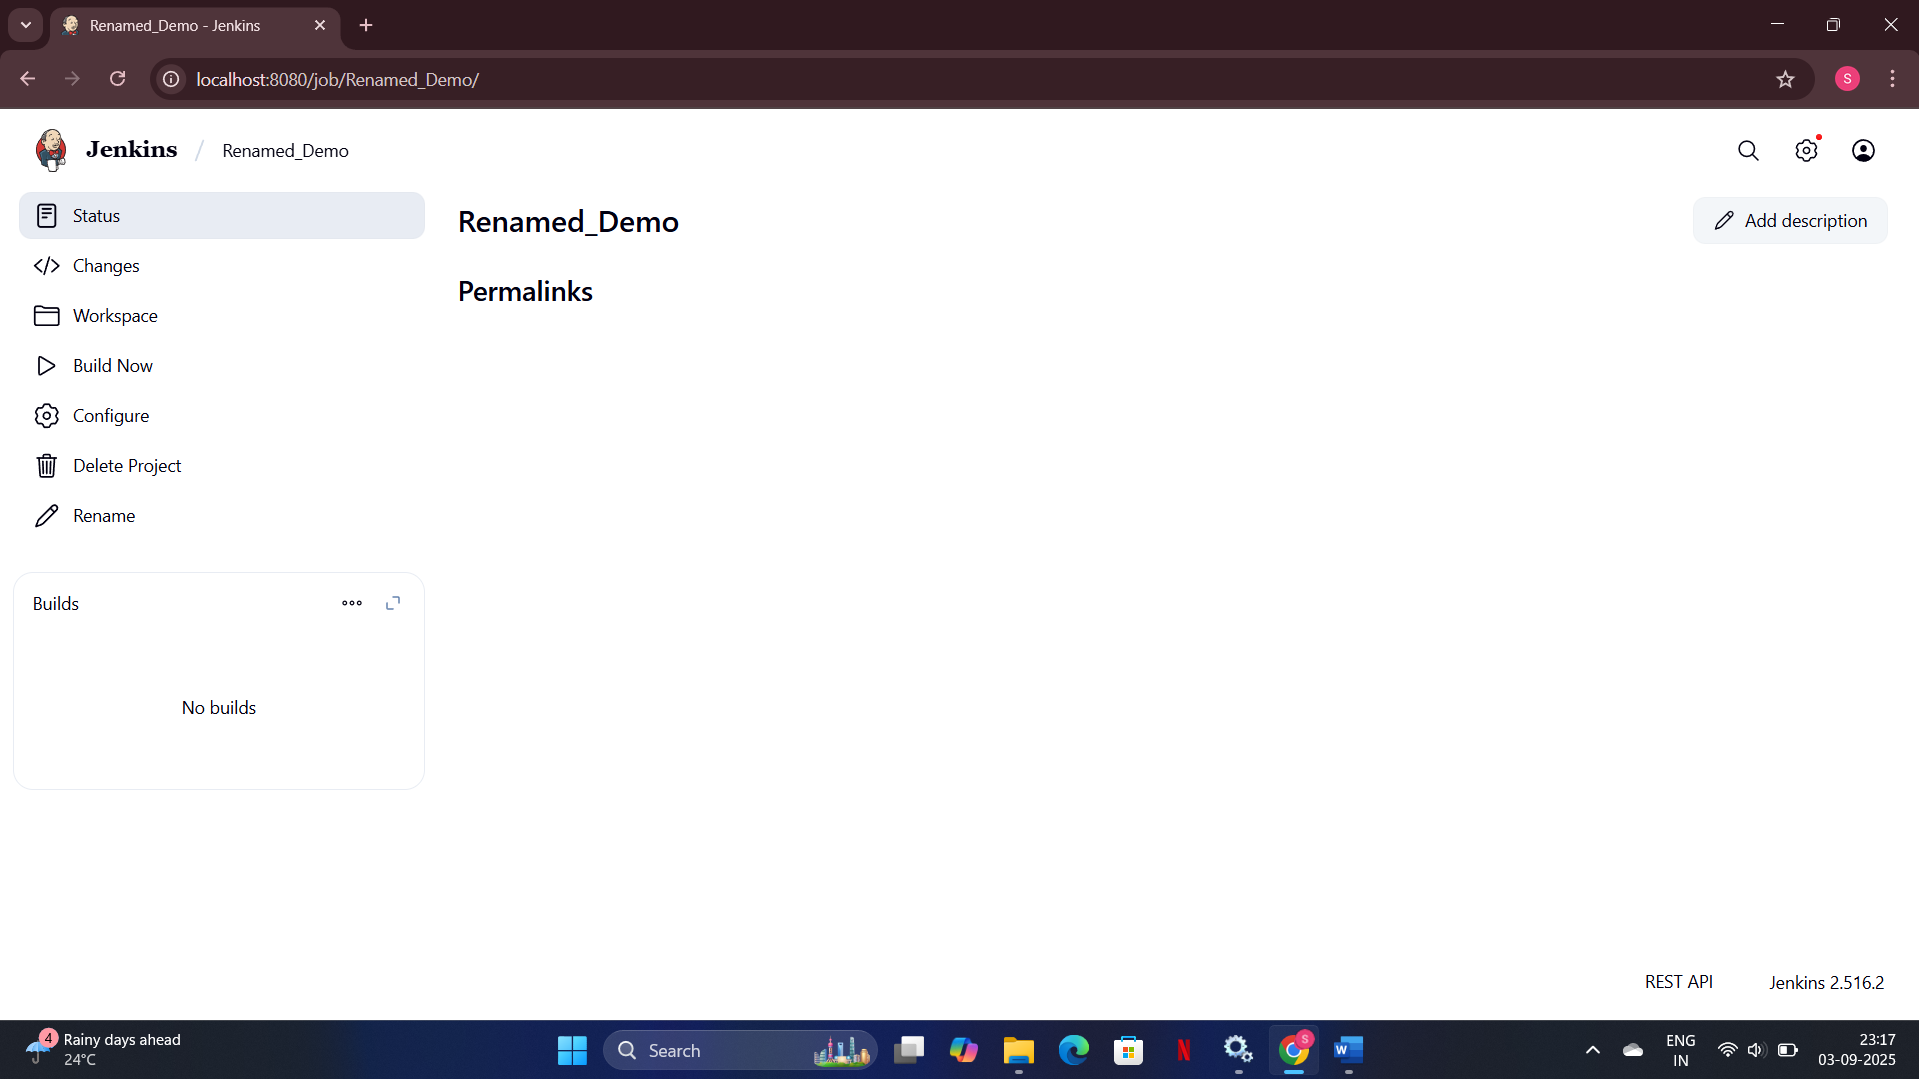 Renamed_Demo - Jenkins
localhost:8080/job/Renamed_Demo/
S
Jenkins / Renamed_Demo
Status
Changes
Workspace
Build Now
Configure
Delete Project
Rename
Builds
No builds
Renamed_Demo
Add description
Permalinks
REST API
Jenkins 2.516.2
4
Rainy days ahead
24°C
Search
N
S
W
ENG
IN
23:17
03-09-2025